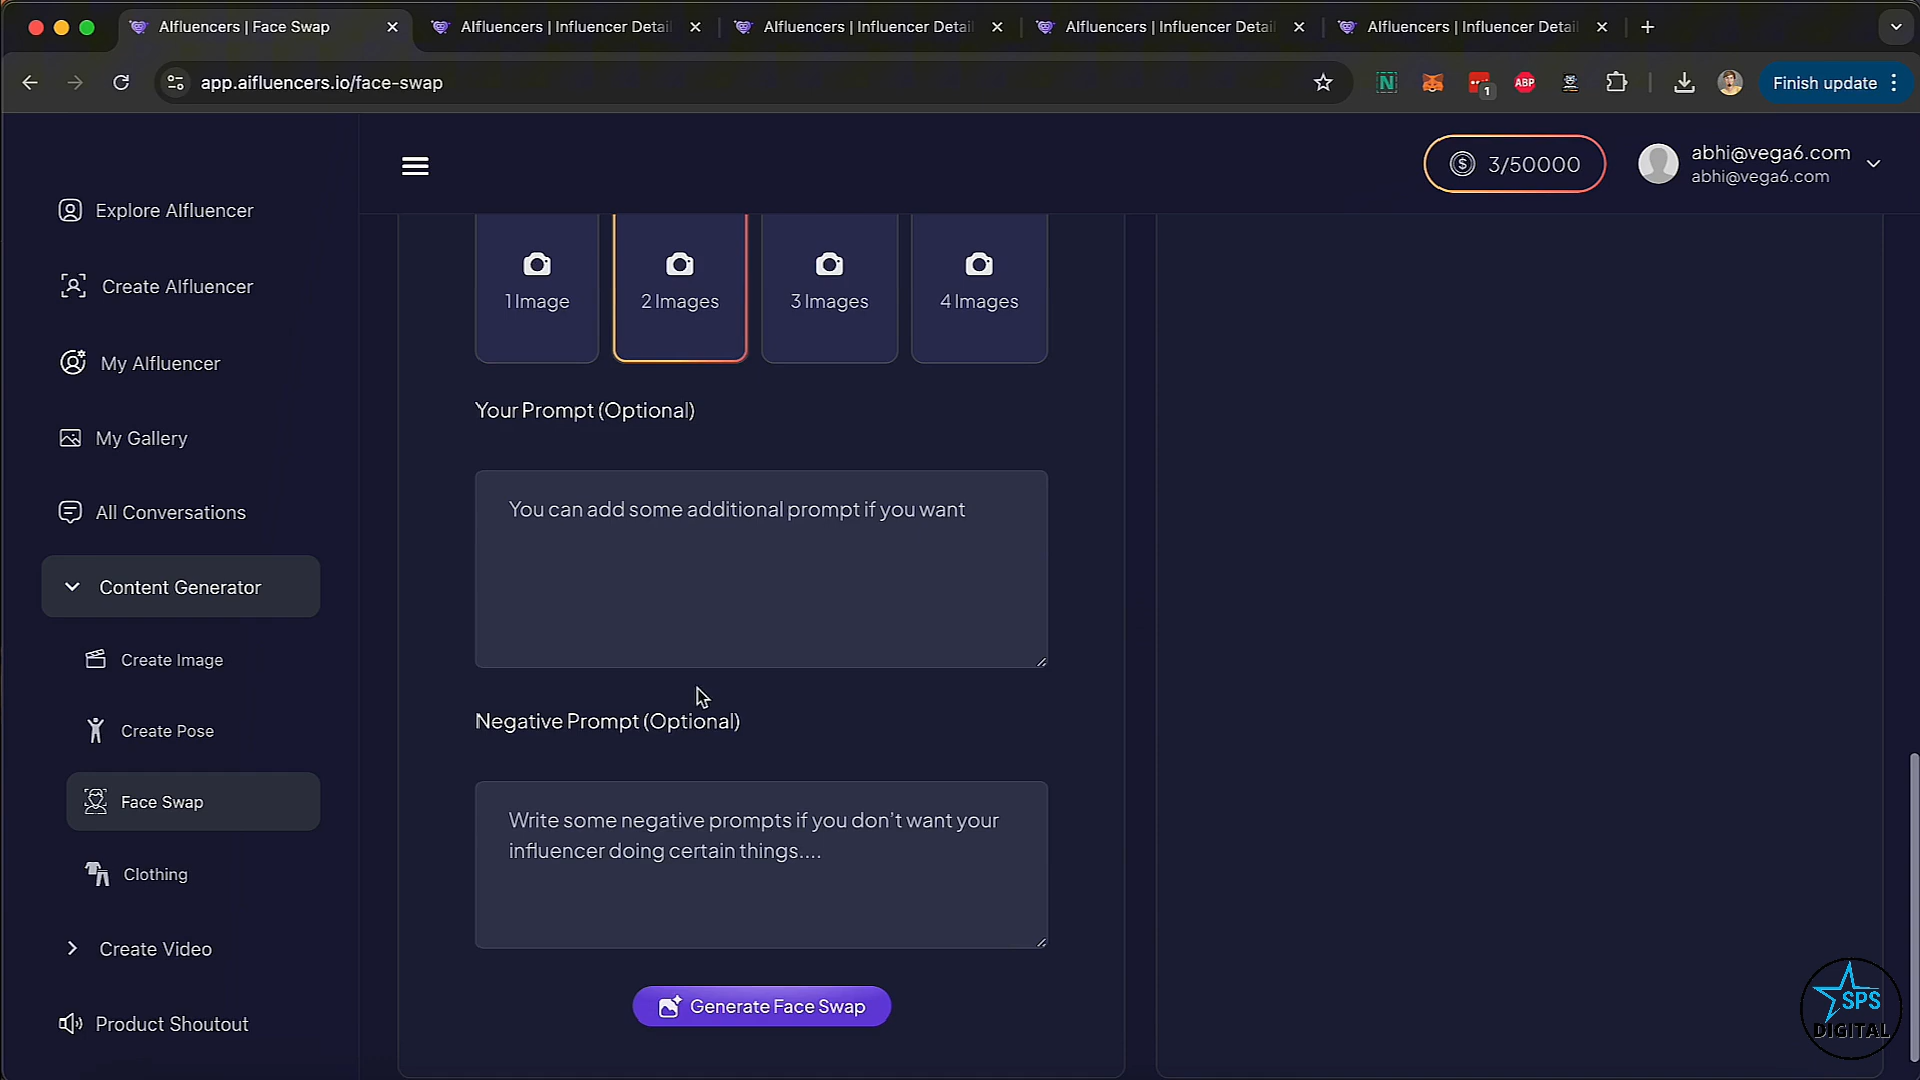 AIfluencers | Face Swap
AIfluencers | Influencer Detail
AIfluencers | Influencer Detail
AIfluencers | Influencer Detail
AIfluencers | Influencer Detail
app.aifluencers.io/face-swap
N
1
ABP
Finish update
3/50000
abhi@vega6.com
abhi@vega6.com
Explore AIfluencer
Create AIfluencer
My AIfluencer
My Gallery
All Conversations
Content Generator
Create Image
Create Pose
Face Swap
Clothing
Create Video
Product Shoutout
1 Image
2 Images
3 Images
4 Images
Your Prompt (Optional)
You can add some additional prompt if you want
Negative Prompt (Optional)
Write some negative prompts if you don't want your
influencer doing certain things....
Generate Face Swap
SPS
DIGITAL